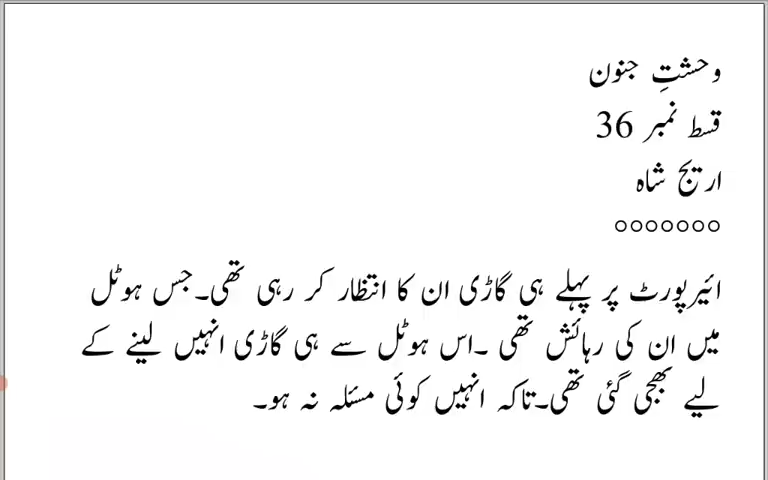 وحشتِ جنون
قسط نمبر 36
اریج شاہ
○○○○○○○
ائیرپورٹ پر پہلے ہی گاڑی ان کا انتظار کر رہی تھی۔جس ہوٹل
میں ان کی رہائش تھی ۔اس ہوٹل سے ہی گاڑی انہیں لینے کے
لیے بھجی گئی تھی۔تاکہ انہیں کوئی مسئلہ نہ ہو۔